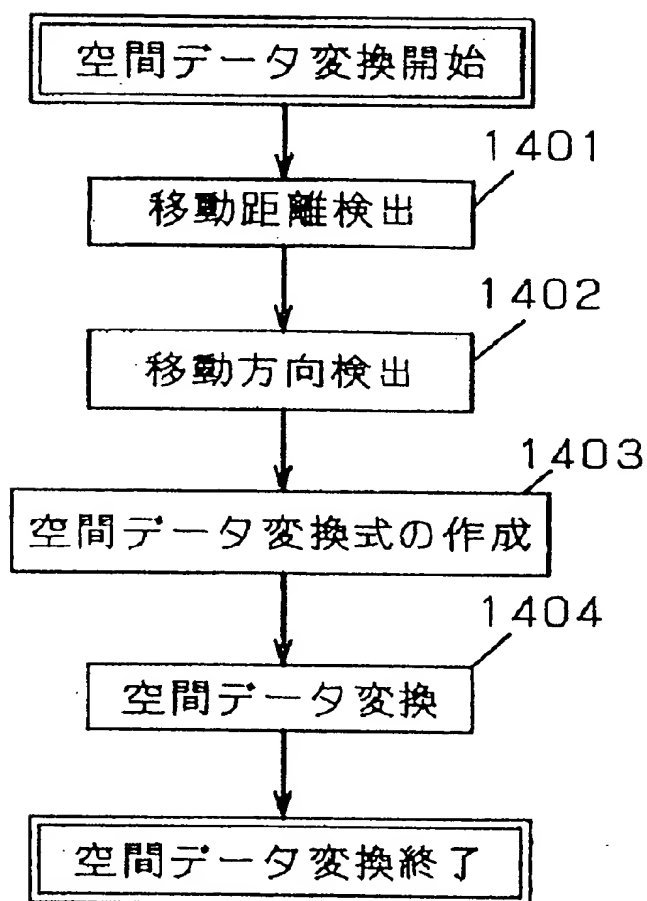 空間データ変換開始
1401
移動距離検出
1402
移動方向検出
1403
空間データ変換式の作成
1404
空間データ変換
空間データ変換終了